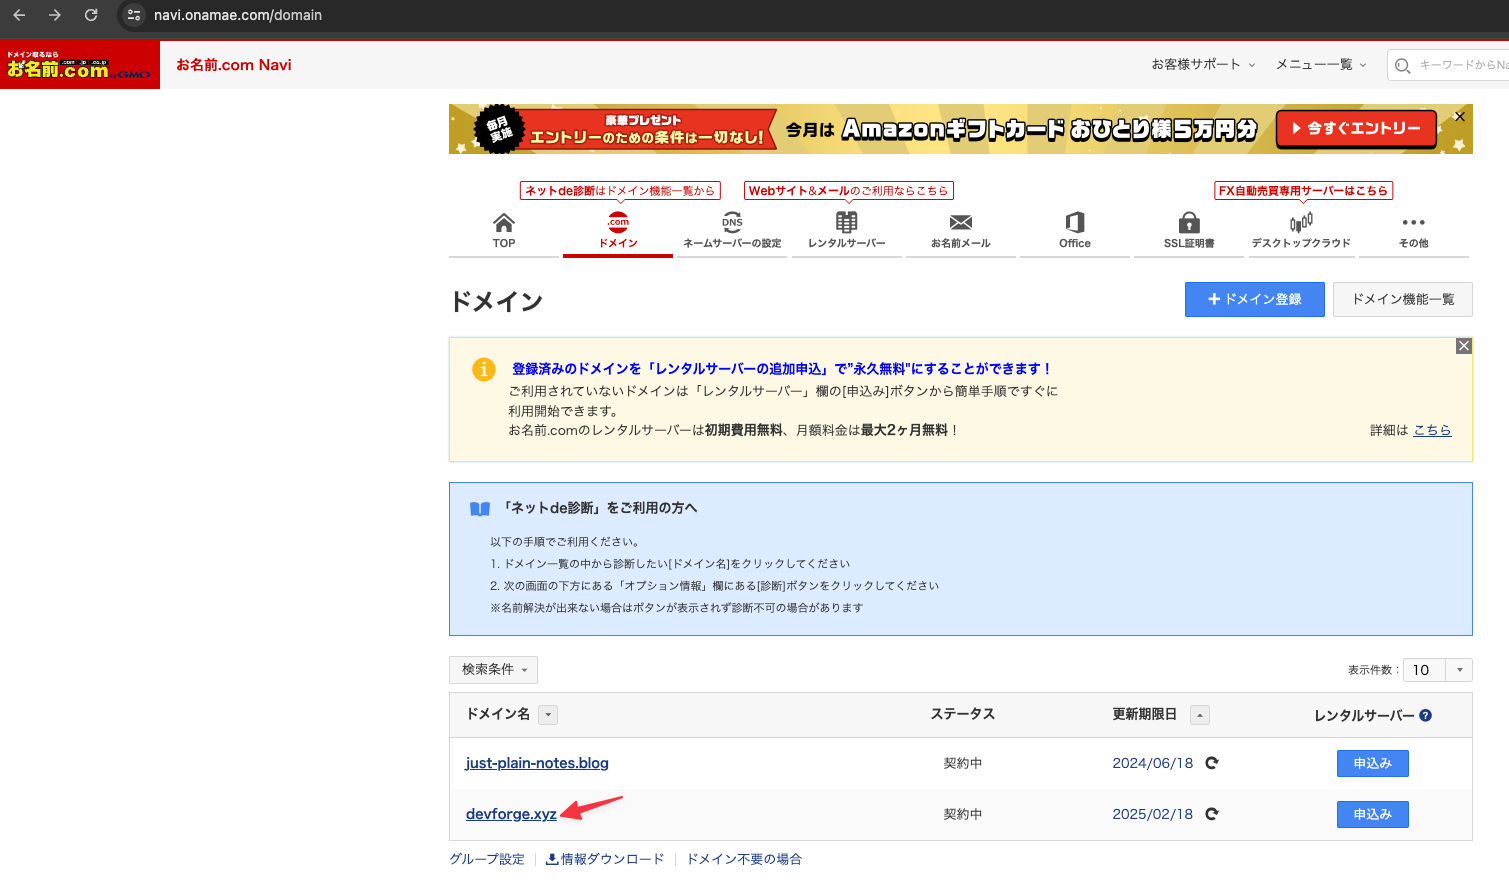 navi.onamae.com/domain
ドメイン取るなら
お名前.com
by GMO
お名前.com Navi
お客様サポート
メニュー一覧
キーワードからNa
毎月実施
豪華プレゼント
エントリーのための条件は一切なし!
今月は Amazonギフトカード おひとり様5万円分
今すぐエントリー
ネットde診断はドメイン機能一覧から
Webサイト&メールのご利用ならこちら
FX自動売買専用サーバーはこちら
.com
DNS
TOP
ドメイン
ネームサーバーの設定
レンタルサーバー
お名前メール
Office
SSL証明書
デスクトップクラウド
その他
ドメイン
+ ドメイン登録
ドメイン機能一覧
登録済みのドメインを「レンタルサーバーの追加申込」で"永久無料"にすることができます！
ご利用されていないドメインは「レンタルサーバー」欄の[申込み]ボタンから簡単手順ですぐに
利用開始できます。
お名前.comのレンタルサーバーは初期費用無料、月額料金は最大2ヶ月無料！
詳細は こちら
「ネットde診断」をご利用の方へ
以下の手順でご利用ください。
1. ドメイン一覧の中から診断したい[ドメイン名]をクリックしてください
2. 次の画面の下方にある「オプション情報」欄にある[診断]ボタンをクリックしてください
※名前解決が出来ない場合はボタンが表示されず診断不可の場合があります
検索条件
表示件数： 10
ドメイン名 ステータス 更新期限日 レンタルサーバー ?
just-plain-notes.blog 契約中 2024/06/18 申込み
devforge.xyz 契約中 2025/02/18 申込み
グループ設定 情報ダウンロード ドメイン不要の場合